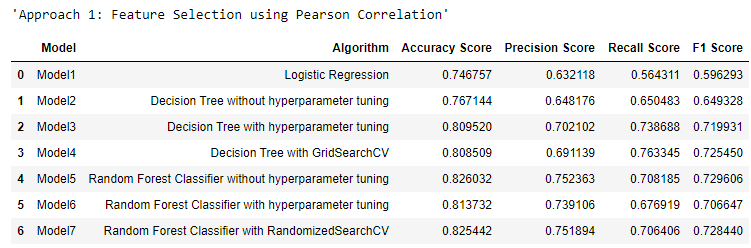 'Approach 1: Feature Selection using Pearson Correlation'
Model Algorithm Accuracy Score Precision Score Recall Score F1 Score
0 Model1 Logistic Regression 0.746757 0.632118 0.564311 0.596293
1 Model2 Decision Tree without hyperparameter tuning 0.767144 0.648176 0.650483 0.649328
2 Model3 Decision Tree with hyperparameter tuning 0.809520 0.702102 0.738688 0.719931
3 Model4 Decision Tree with GridSearchCV 0.808509 0.691139 0.763345 0.725450
4 Model5 Random Forest Classifier without hyperparameter tuning 0.826032 0.752363 0.708185 0.729606
5 Model6 Random Forest Classifier with hyperparameter tuning 0.813732 0.739106 0.676919 0.706647
6 Model7 Random Forest Classifier with RandomizedSearchCV 0.825442 0.751894 0.706406 0.728440